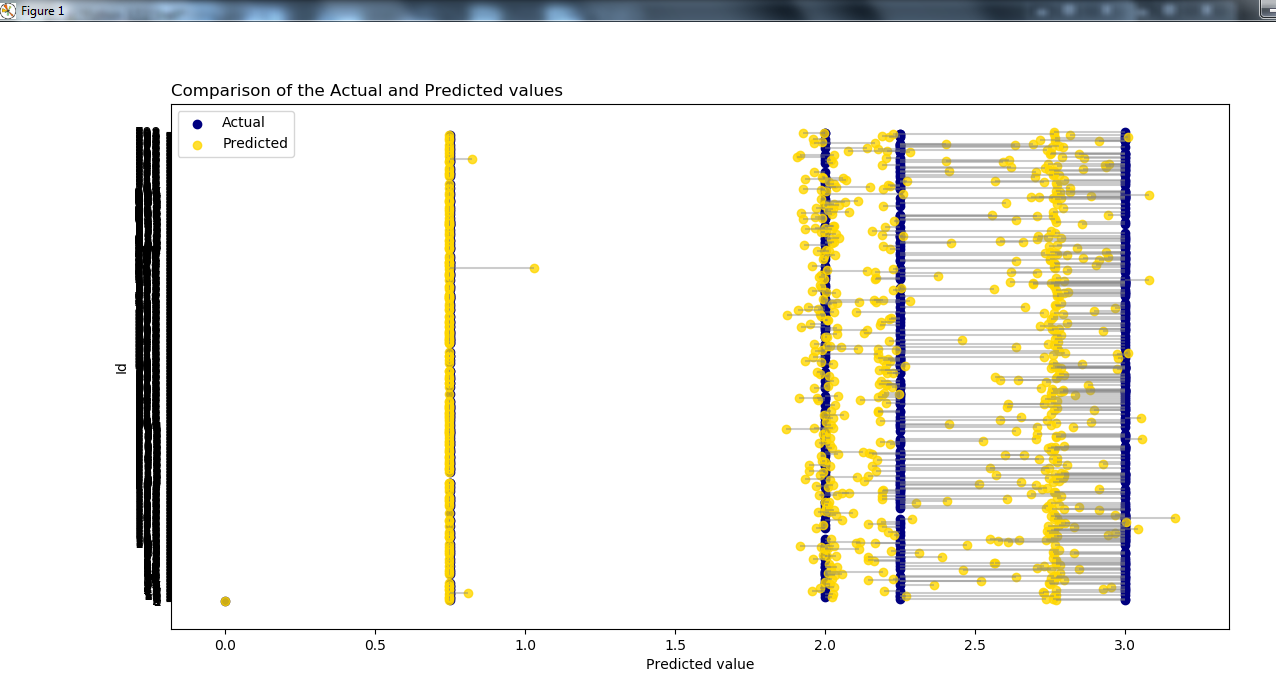 Figure 1
Comparison of the Actual and Predicted values
Actual
Predicted
Id
0.0 0.5 1.0 1.5 2.0 2.5 3.0
Predicted value